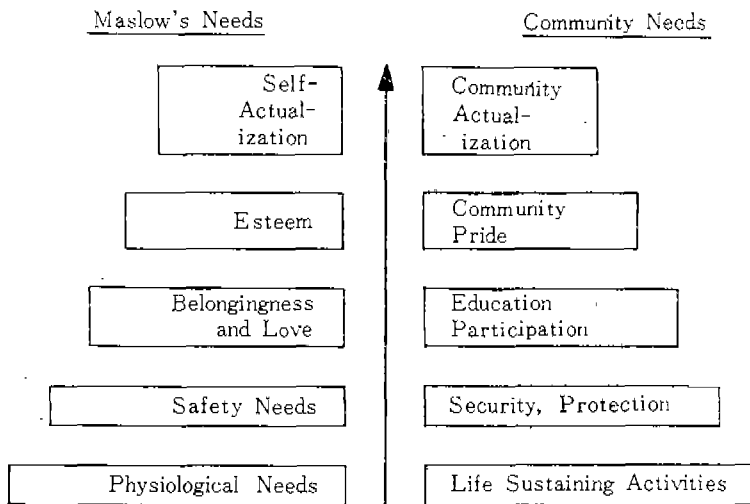 Maslow's Needs
Community Needs
Self-
Actual-
ization
Community
Actual-
ization
Esteem
Community
Pride
Belongingness
and Love
Education
Participation
Safety Needs
Security, Protection
Physiological Needs
Life Sustaining Activities